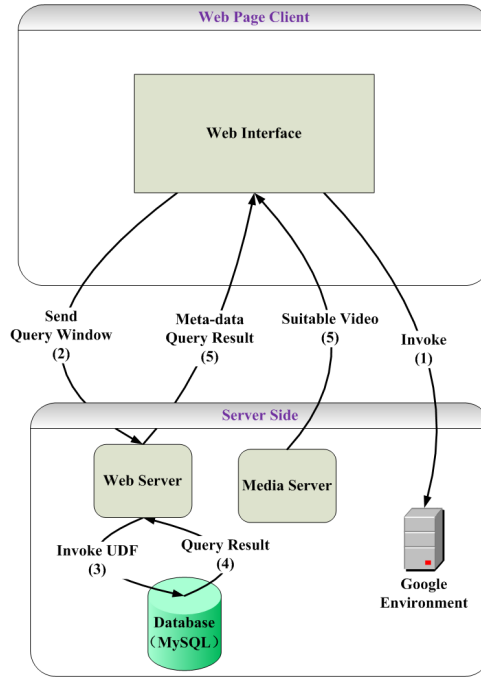 Web Page Client
Web Interface
Send
Query Window
(2)
Meta-data
Query Result
(5)
Suitable Video
(5)
Invoke
(1)
Server Side
Web Server
Media Server
Invoke UDF
(3)
Query Result
(4)
Google
Environment
Database
（MySQL）